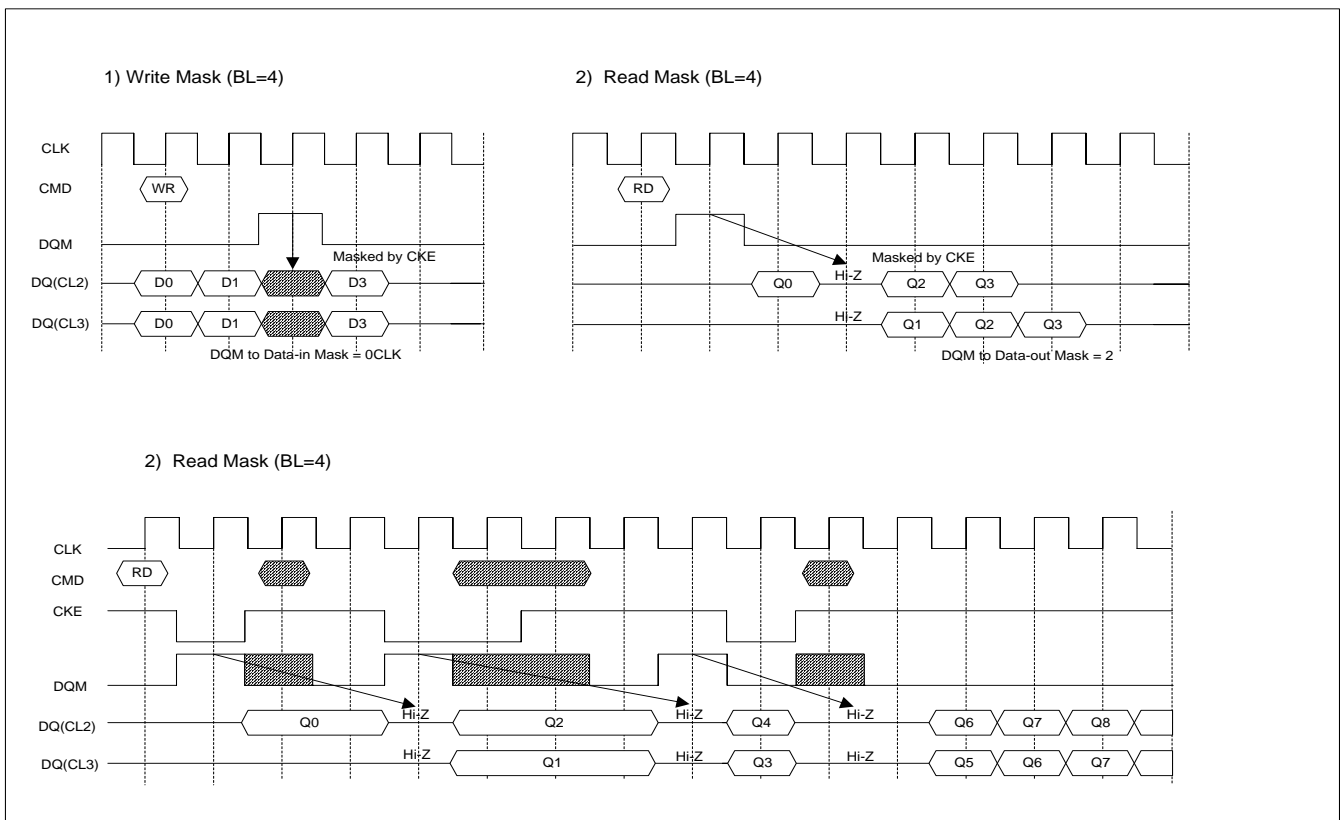 1) Write Mask (BL=4)
CLK
CMD
WR
DQM
Masked by CKE
DQ(CL2)
D0
D1
D3
DQ(CL3)
D0
D1
D3
DQM to Data-in Mask = 0CLK
2) Read Mask (BL=4)
RD
Masked by CKE
Hi-Z
Q0
Q2
Q3
Hi-Z
Q1
Q2
Q3
DQM to Data-out Mask = 2
2) Read Mask (BL=4)
CLK
CMD
RD
CKE
DQM
DQ(CL2)
Q0
Hi-Z
Q2
Hi-Z
Q4
Hi-Z
Q6
Q7
Q8
DQ(CL3)
Hi-Z
Q1
Hi-Z
Q3
Hi-Z
Q5
Q6
Q7